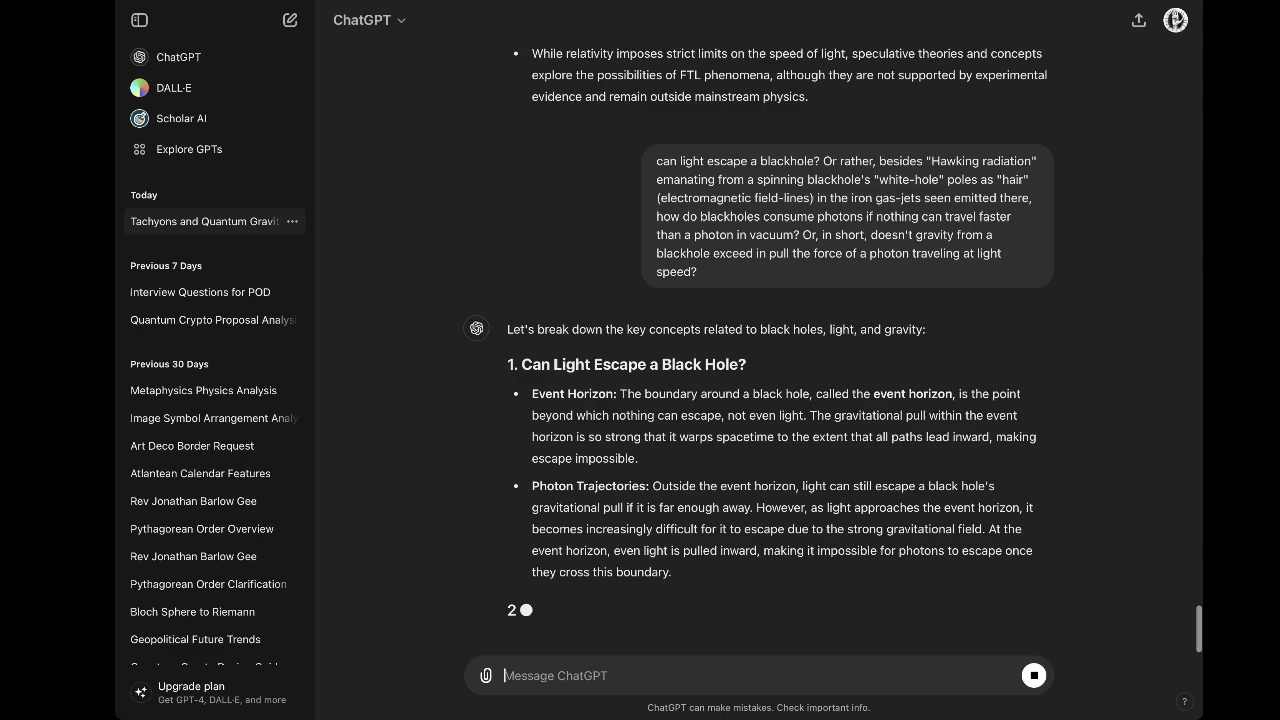 ChatGPT
DALL·E
Scholar AI
Explore GPTs
Today
Tachyons and Quantum Gravit
Previous 7 Days
Interview Questions for POD
Quantum Crypto Proposal Analysi
Previous 30 Days
Metaphysics Physics Analysis
Image Symbol Arrangement Analy
Art Deco Border Request
Atlantean Calendar Features
Rev Jonathan Barlow Gee
Pythagorean Order Overview
Rev Jonathan Barlow Gee
Pythagorean Order Clarification
Bloch Sphere to Riemann
Geopolitical Future Trends
Upgrade plan
Get GPT-4, DALL·E, and more
ChatGPT
• While relativity imposes strict limits on the speed of light, speculative theories and concepts
explore the possibilities of FTL phenomena, although they are not supported by experimental
evidence and remain outside mainstream physics.
can light escape a blackhole? Or rather, besides "Hawking radiation"
emanating from a spinning blackhole's "white-hole" poles as "hair"
(electromagnetic field-lines) in the iron gas-jets seen emitted there,
how do blackholes consume photons if nothing can travel faster
than a photon in vacuum? Or, in short, doesn't gravity from a
blackhole exceed in pull the force of a photon traveling at light
speed?
Let's break down the key concepts related to black holes, light, and gravity:
1. Can Light Escape a Black Hole?
• Event Horizon: The boundary around a black hole, called the event horizon, is the point
beyond which nothing can escape, not even light. The gravitational pull within the event
horizon is so strong that it warps spacetime to the extent that all paths lead inward, making
escape impossible.
• Photon Trajectories: Outside the event horizon, light can still escape a black hole's
gravitational pull if it is far enough away. However, as light approaches the event horizon, it
becomes increasingly difficult for it to escape due to the strong gravitational field. At the
event horizon, even light is pulled inward, making it impossible for photons to escape once
they cross this boundary.
2
Message ChatGPT
ChatGPT can make mistakes. Check important info.
?